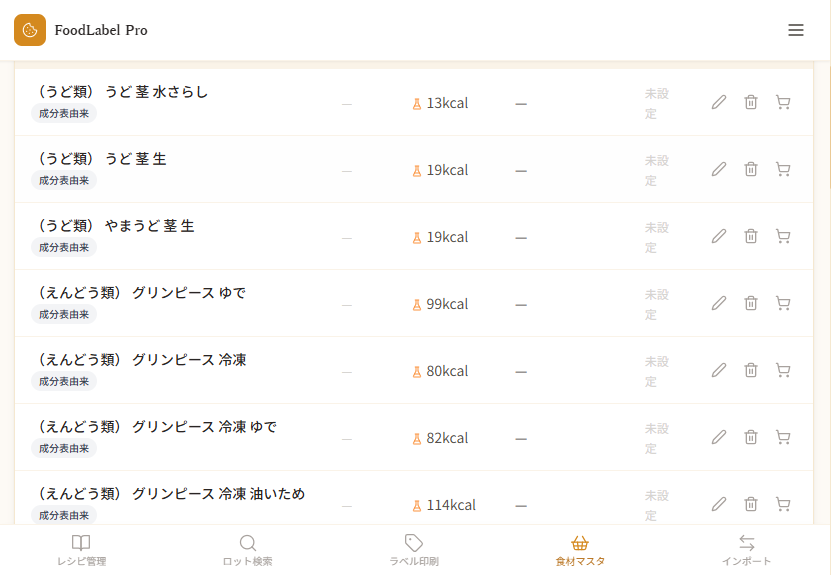 FoodLabel Pro
（うど類） うど 茎 水さらし
成分表由来
— 13kcal — 未設
定
（うど類） うど 茎 生
成分表由来
— 19kcal — 未設
定
（うど類） やまうど 茎 生
成分表由来
— 19kcal — 未設
定
（えんどう類） グリンピース ゆで
成分表由来
— 99kcal — 未設
定
（えんどう類） グリンピース 冷凍
成分表由来
— 80kcal — 未設
定
（えんどう類） グリンピース 冷凍 ゆで
成分表由来
— 82kcal — 未設
定
（えんどう類） グリンピース 冷凍 油いため
成分表由来
— 114kcal — 未設
定
レシピ管理 ロット検索 ラベル印刷 食材マスタ インポート